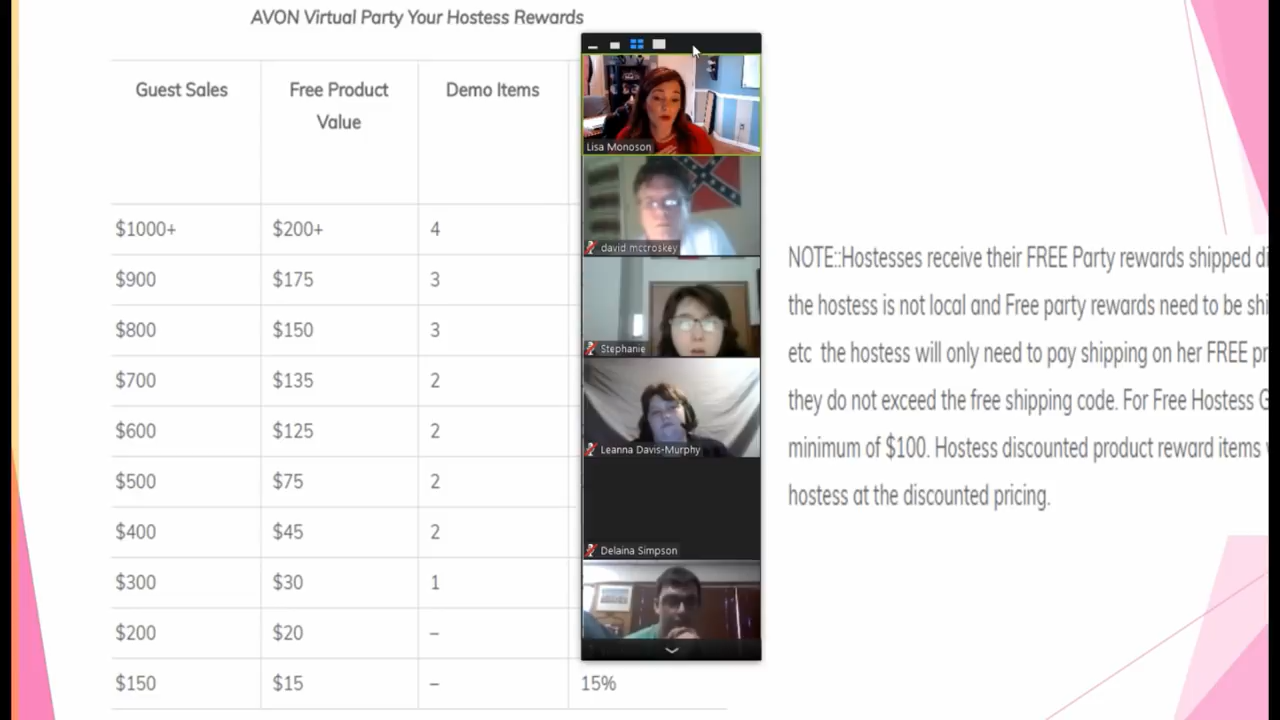 AVON Virtual Party Your Hostess Rewards
Guest Sales
Free Product
Value
Demo Items
$1000+ $200+ 4
$900 $175 3
$800 $150 3
$700 $135 2
$600 $125 2
$500 $75 2
$400 $45 2
$300 $30 1
$200 $20 –
$150 $15 – 15%
Lisa Monoson
david mccroskey
Stephanie
Leanna Davis-Murphy
Delaina Simpson
NOTE::Hostesses receive their FREE Party rewards shipped di
the hostess is not local and Free party rewards need to be shi
etc the hostess will only need to pay shipping on her FREE pr
they do not exceed the free shipping code. For Free Hostess G
minimum of $100. Hostess discounted product reward items
hostess at the discounted pricing.